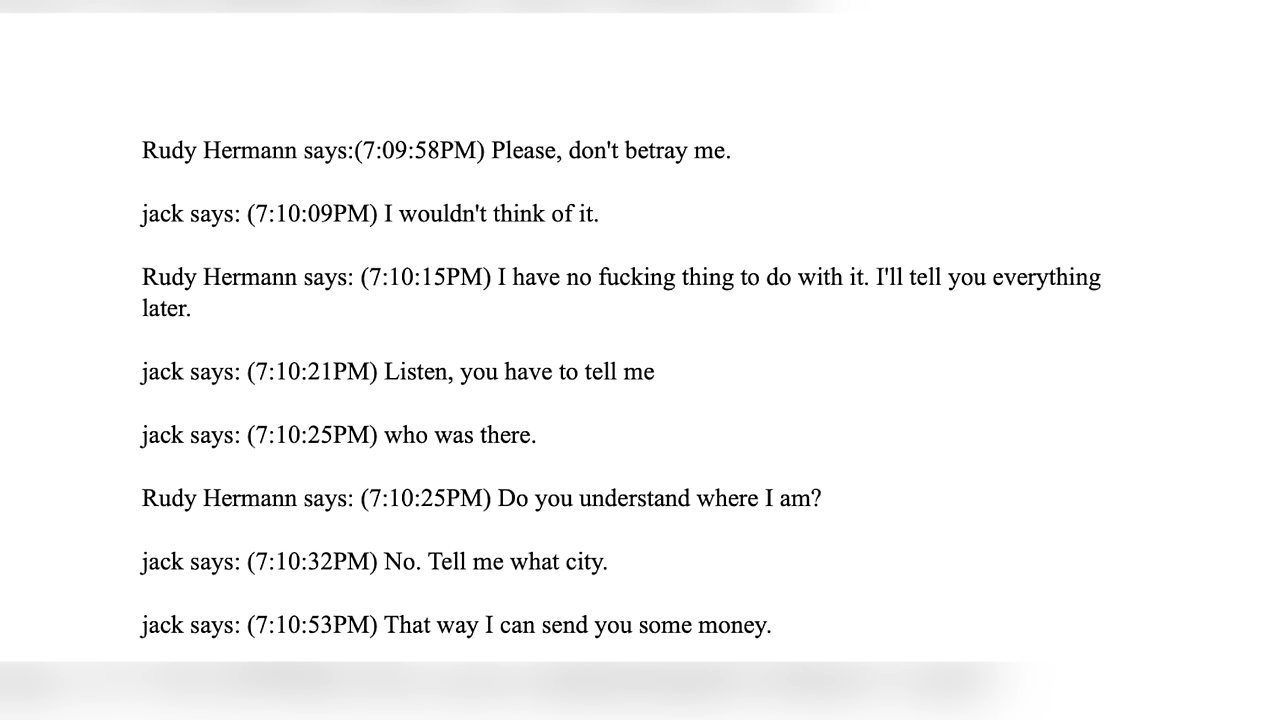 Rudy Hermann says:(7:09:58PM) Please, don't betray me.
jack says: (7:10:09PM) I wouldn't think of it.
Rudy Hermann says: (7:10:15PM) I have no fucking thing to do with it. I'll tell you everything
later.
jack says: (7:10:21PM) Listen, you have to tell me
jack says: (7:10:25PM) who was there.
Rudy Hermann says: (7:10:25PM) Do you understand where I am?
jack says: (7:10:32PM) No. Tell me what city.
jack says: (7:10:53PM) That way I can send you some money.